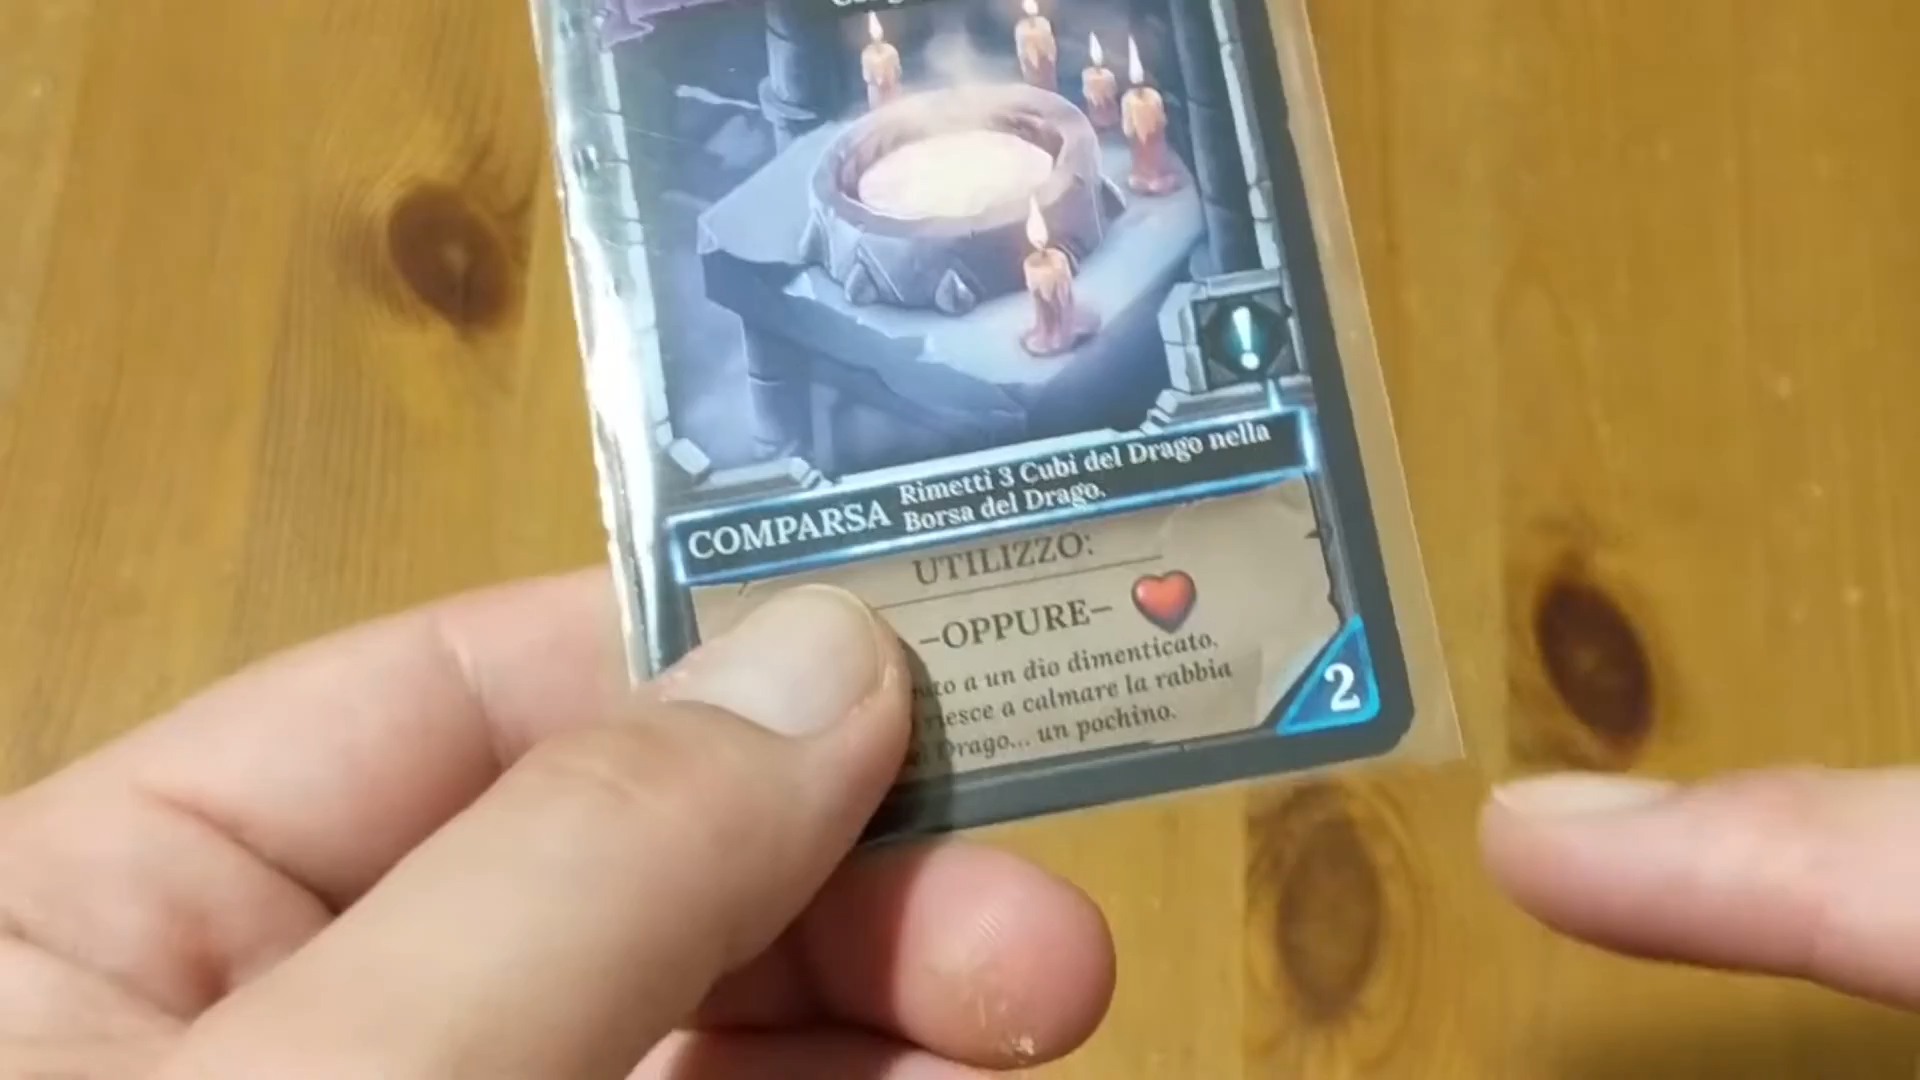 COMPARSA
Rimetti 3 Cubi del Drago nella
Borsa del Drago.
UTILIZZO:
–OPPURE–
a un dio dimenticato,
riesce a calmare la rabbia
Drago... un pochino.
2